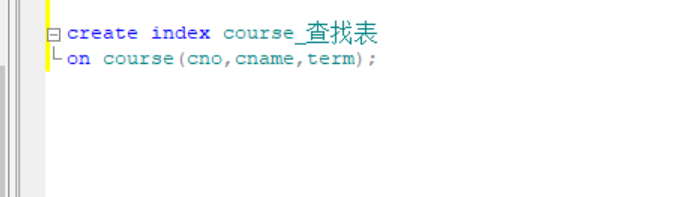 create index course_查找表
on course(cno,cname,term);